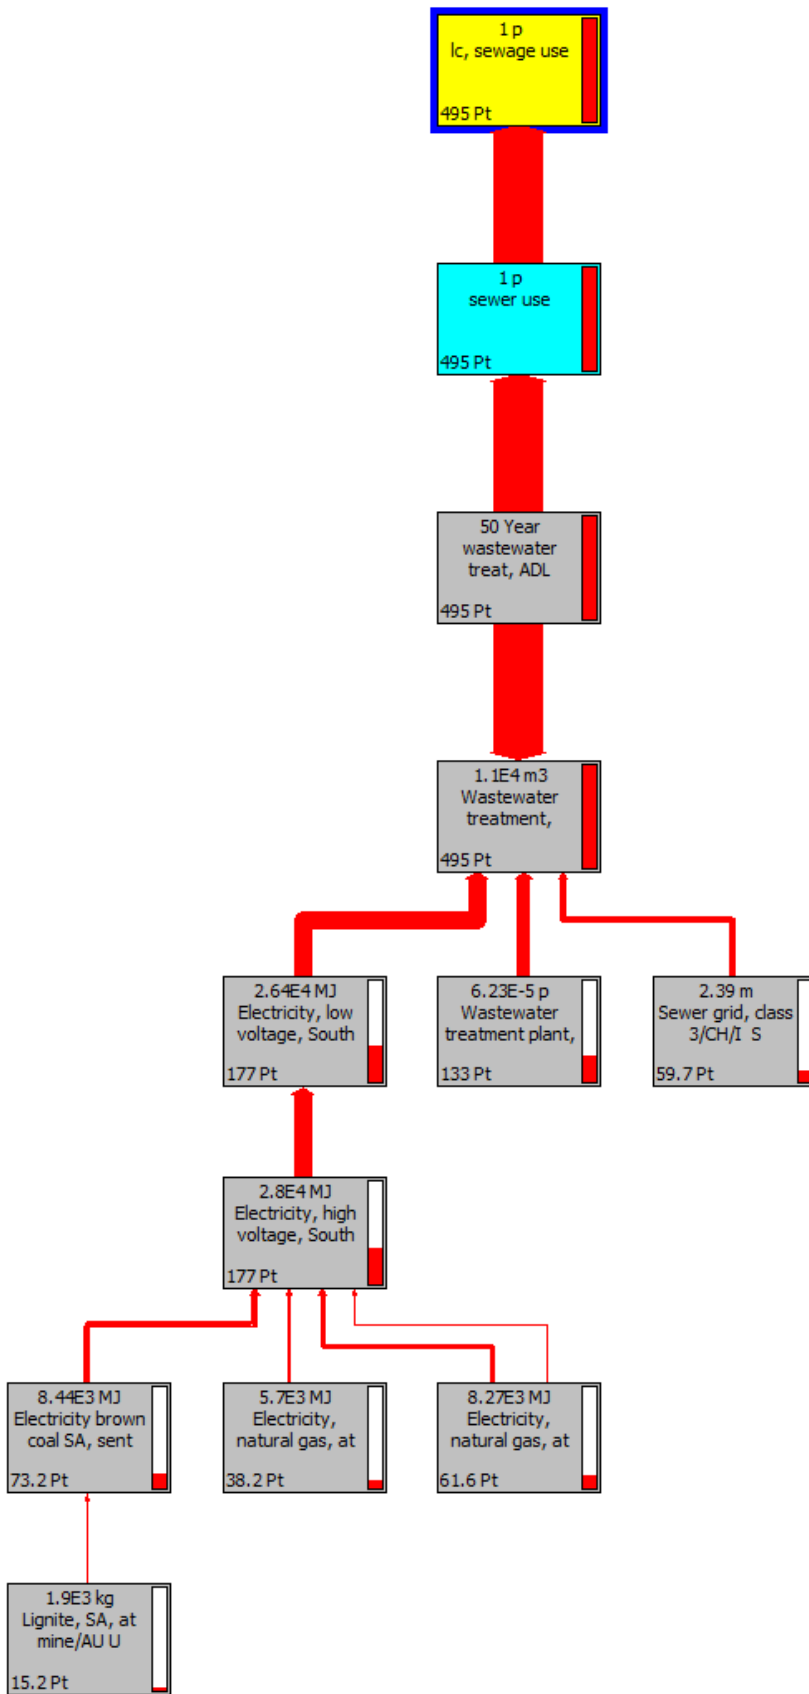 1 p
lc, sewage use
495 Pt
1 p
sewer use
495 Pt
50 Year
wastewater
treat, ADL
495 Pt
1.1E4 m3
Wastewater
treatment,
495 Pt
2.64E4 MJ
Electricity, low
voltage, South
177 Pt
6.23E-5 p
Wastewater
treatment plant,
133 Pt
2.39 m
Sewer grid, class
3/CH/I S
59.7 Pt
2.8E4 MJ
Electricity, high
voltage, South
177 Pt
8.44E3 MJ
Electricity brown
coal SA, sent
73.2 Pt
5.7E3 MJ
Electricity,
natural gas, at
38.2 Pt
8.27E3 MJ
Electricity,
natural gas, at
61.6 Pt
1.9E3 kg
Lignite, SA, at
mine/AU U
15.2 Pt